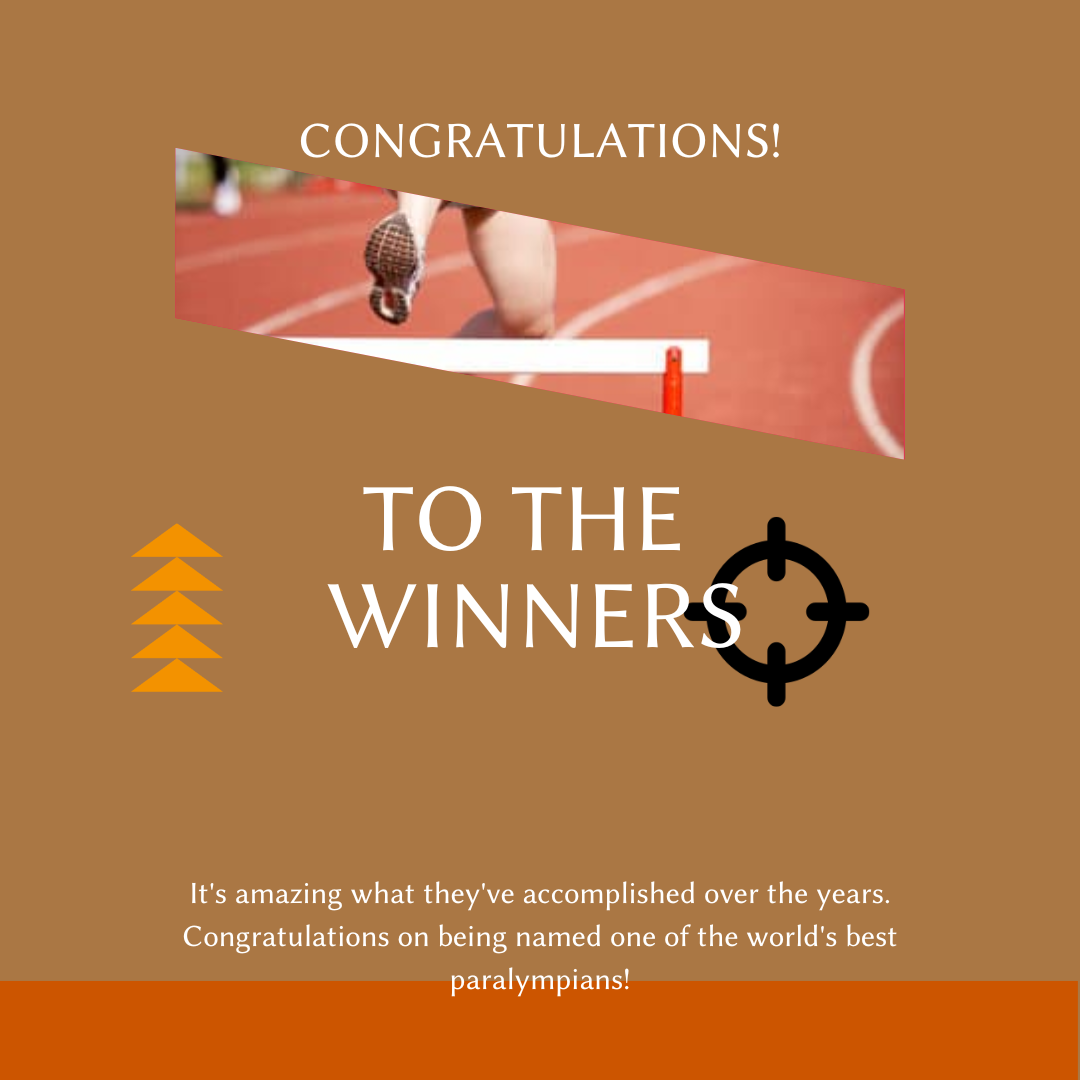 CONGRATULATIONS!
TO THE
WINNERS
It's amazing what they've accomplished over the years.
Congratulations on being named one of the world's best
paralympians!